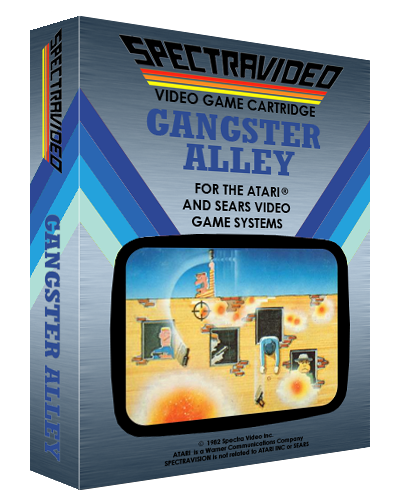 SPECTRAVIDEO
GANGSTER ALLEY
SPECTRAVIDEO
VIDEO GAME CARTRIDGE
GANGSTER
ALLEY
FOR THE ATARI®
AND SEARS VIDEO
GAME SYSTEMS
© 1982 Spectra Video Inc.
ATARI is a Warner Communications Company
SPECTRAVISION is not related to ATARI INC or SEARS